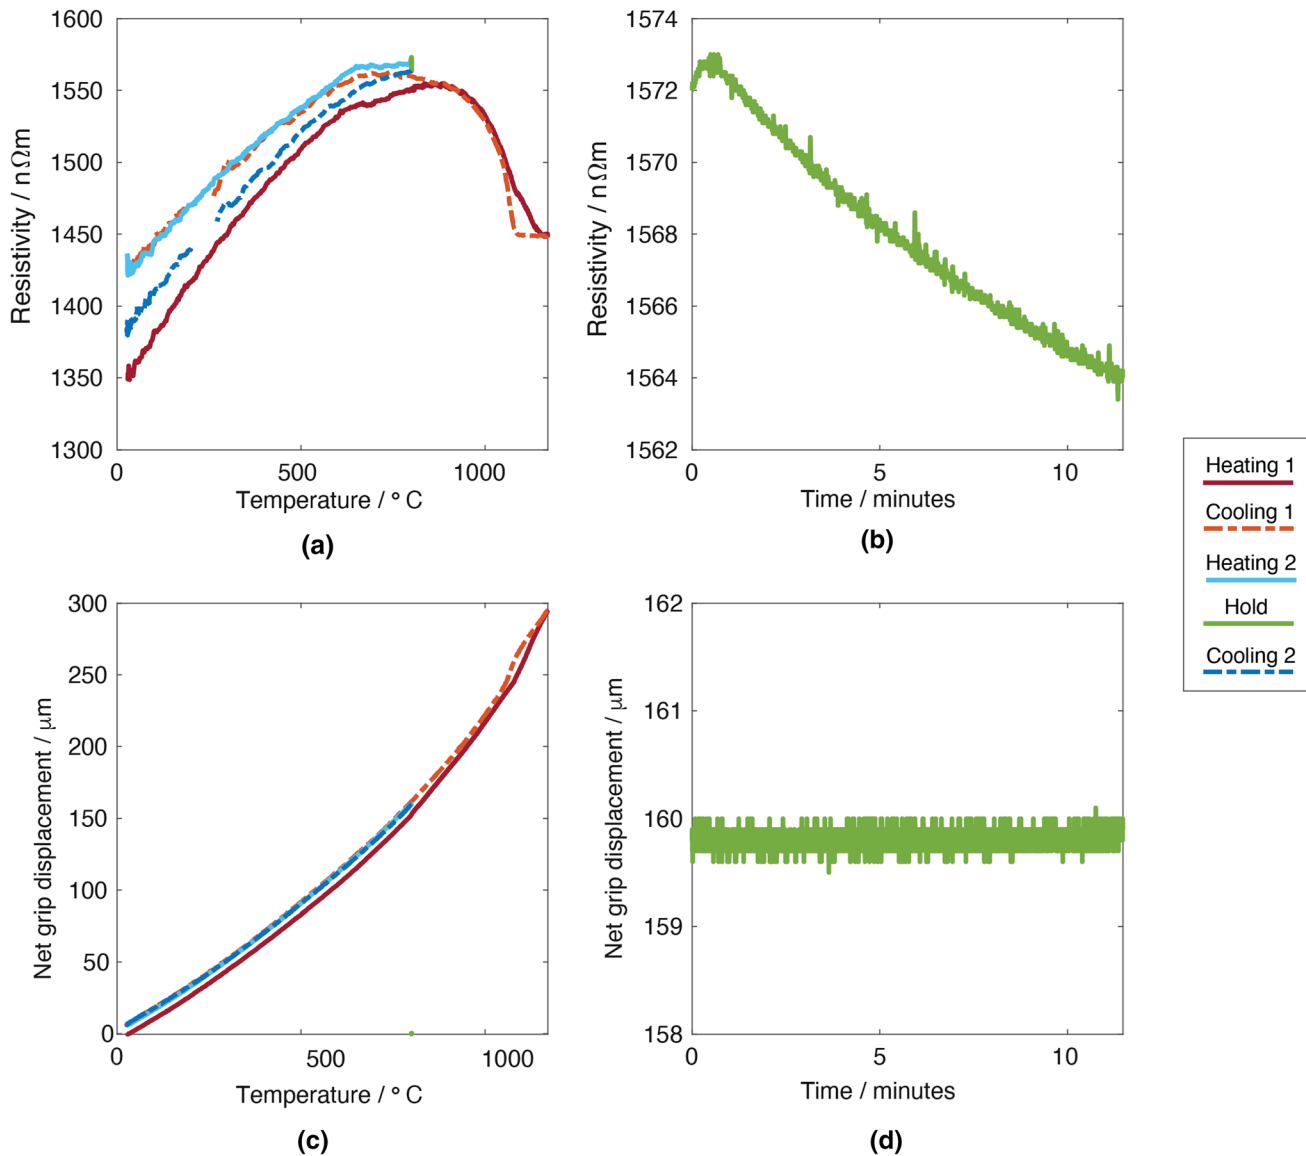 1600
1550
1500
1450
1400
1350
1300
Resistivity / nΩm
0
500
1000
Temperature / ° C
(a)
1574
1572
1570
1568
1566
1564
1562
Resistivity / nΩm
0
5
10
Time / minutes
(b)
Heating 1
Cooling 1
Heating 2
Hold
Cooling 2
300
250
200
150
100
50
0
Net grip displacement / μm
0
500
1000
Temperature / ° C
(c)
162
161
160
159
158
Net grip displacement / μm
0
5
10
Time / minutes
(d)